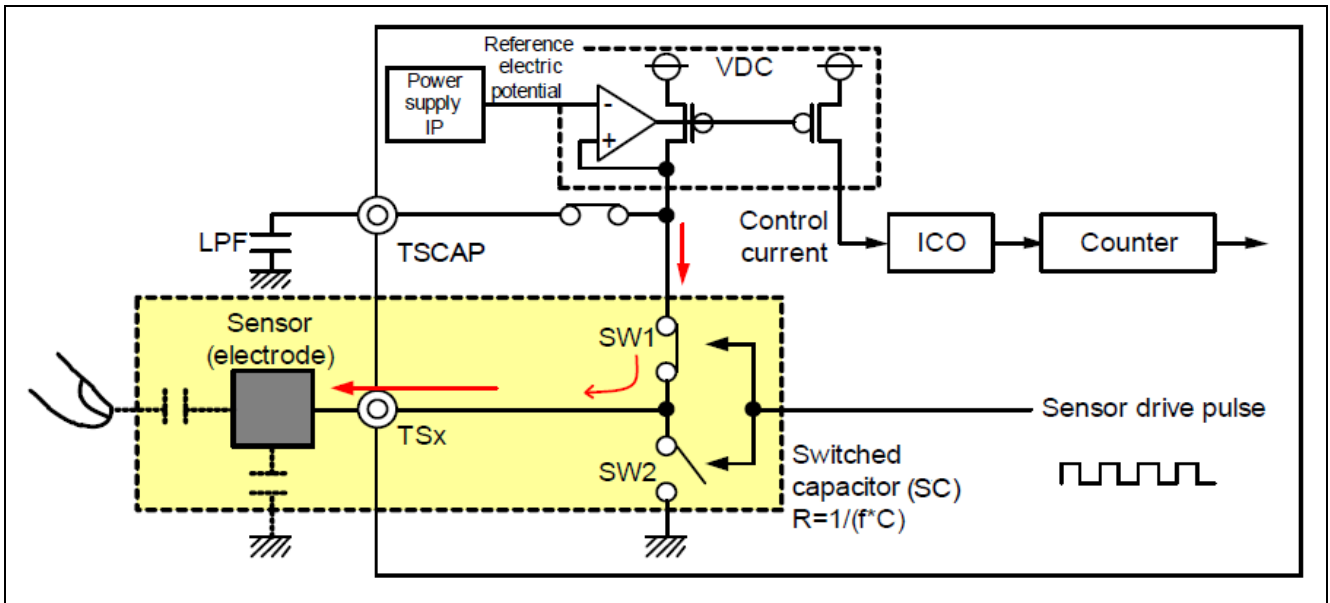 Reference
electric
potential
VDC
Power
supply
IP
-
+
LPF
TSCAP
Control
current
ICO
Counter
Sensor
(electrode)
SW1
TSx
SW2
Sensor drive pulse
Switched
capacitor (SC)
R=1/(f*C)